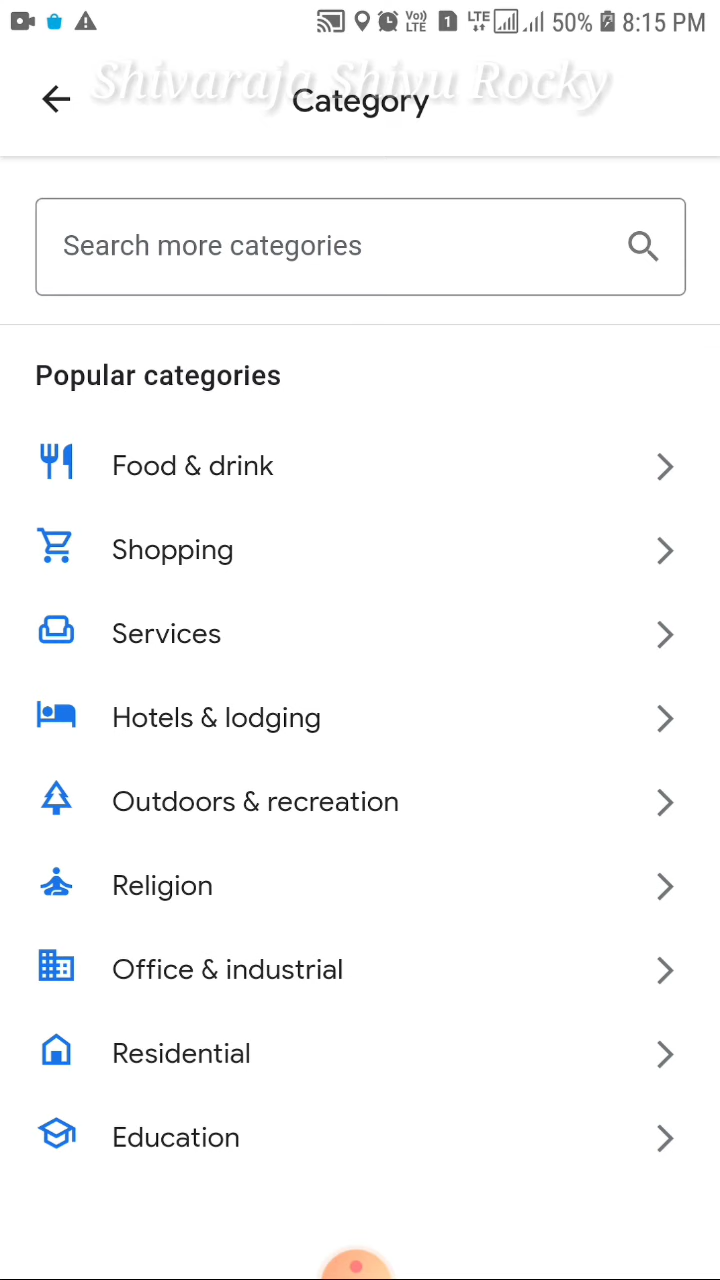 50% 8:15 PM
Shivaraja Shivu Rocky
Category
Search more categories
Popular categories
Food & drink
Shopping
Services
Hotels & lodging
Outdoors & recreation
Religion
Office & industrial
Residential
Education